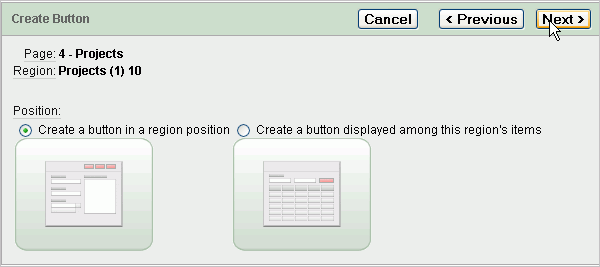 Create Button
Cancel
< Previous
Next >
Page: 4 - Projects
Region: Projects (1) 10
Position:
Create a button in a region position
Create a button displayed among this region's items